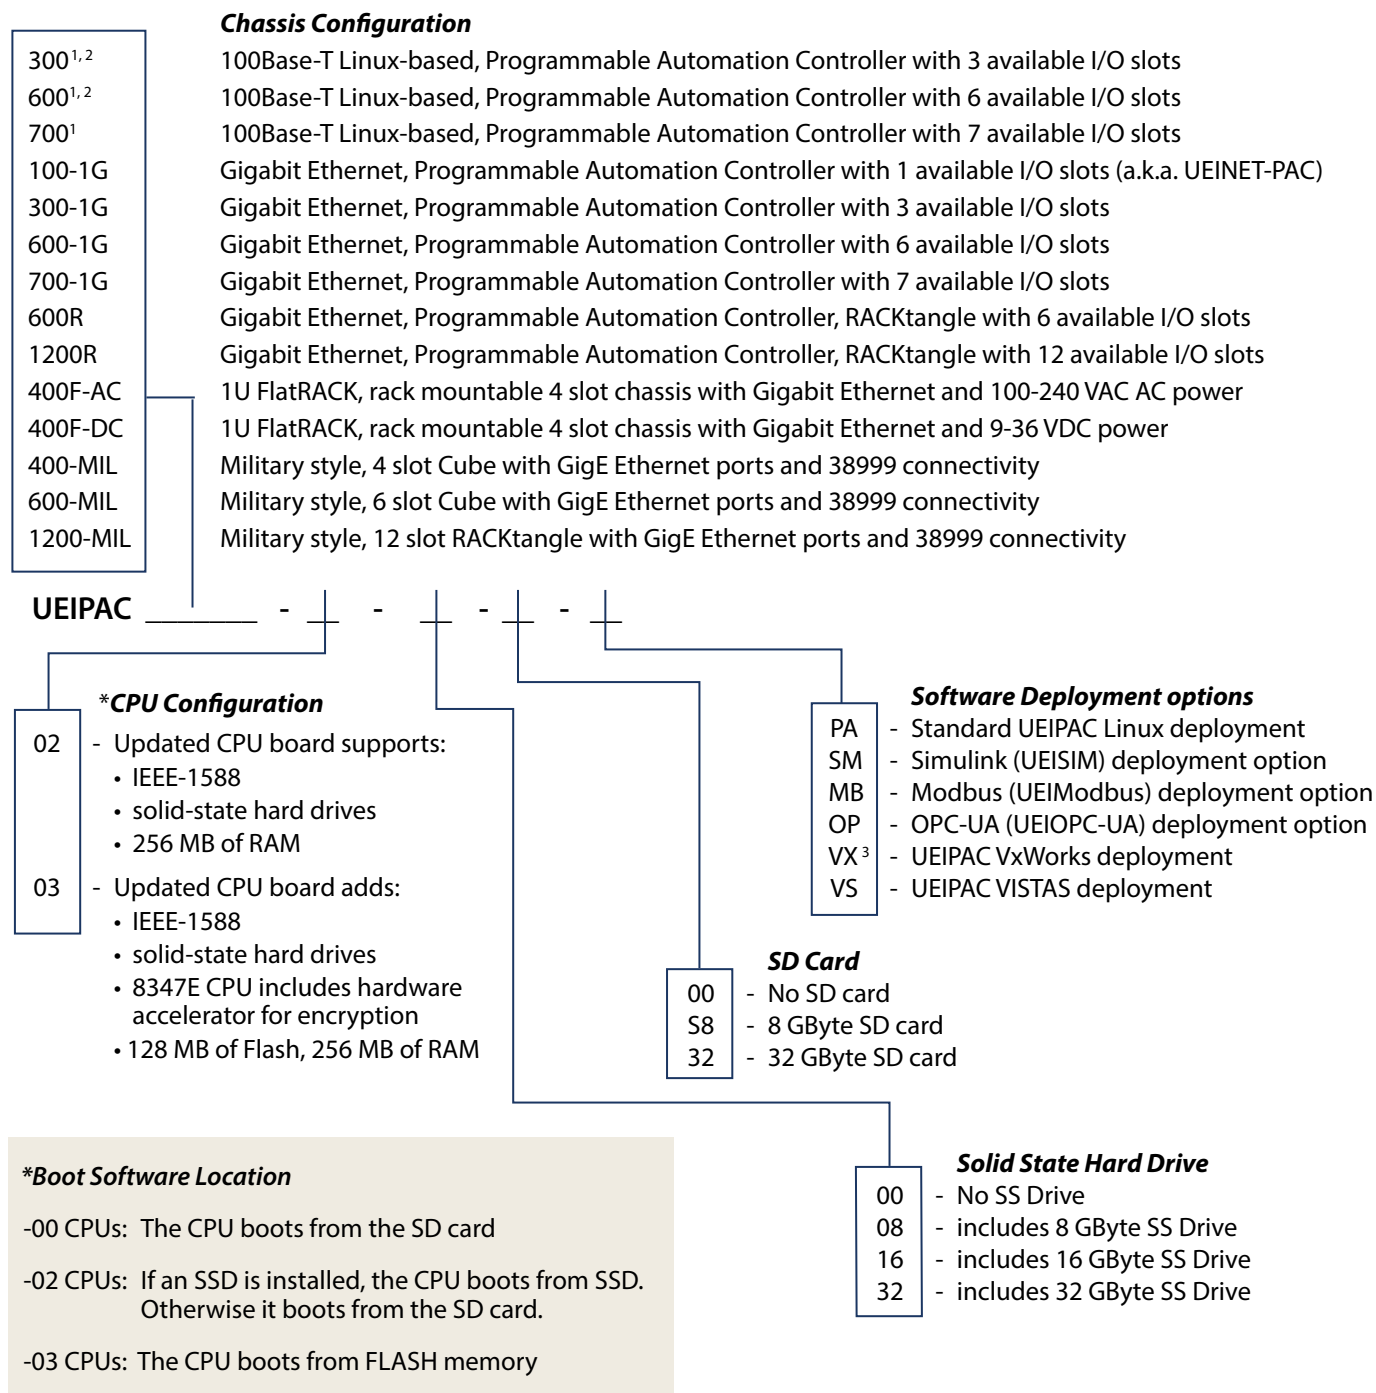 Chassis Configuration
300 1, 2 100Base-T Linux-based, Programmable Automation Controller with 3 available I/O slots
600 1, 2 100Base-T Linux-based, Programmable Automation Controller with 6 available I/O slots
700 1 100Base-T Linux-based, Programmable Automation Controller with 7 available I/O slots
100-1G Gigabit Ethernet, Programmable Automation Controller with 1 available I/O slots (a.k.a. UEINET-PAC)
300-1G Gigabit Ethernet, Programmable Automation Controller with 3 available I/O slots
600-1G Gigabit Ethernet, Programmable Automation Controller with 6 available I/O slots
700-1G Gigabit Ethernet, Programmable Automation Controller with 7 available I/O slots
600R Gigabit Ethernet, Programmable Automation Controller, RACKtangle with 6 available I/O slots
1200R Gigabit Ethernet, Programmable Automation Controller, RACKtangle with 12 available I/O slots
400F-AC 1U FlatRACK, rack mountable 4 slot chassis with Gigabit Ethernet and 100-240 VAC AC power
400F-DC 1U FlatRACK, rack mountable 4 slot chassis with Gigabit Ethernet and 9-36 VDC power
400-MIL Military style, 4 slot Cube with GigE Ethernet ports and 38999 connectivity
600-MIL Military style, 6 slot Cube with GigE Ethernet ports and 38999 connectivity
1200-MIL Military style, 12 slot RACKtangle with GigE Ethernet ports and 38999 connectivity
UEIPAC _______ - __ - __ - __ - __
*CPU Configuration
02 - Updated CPU board supports:
• IEEE-1588
• solid-state hard drives
• 256 MB of RAM
03 - Updated CPU board adds:
• IEEE-1588
• solid-state hard drives
• 8347E CPU includes hardware
accelerator for encryption
• 128 MB of Flash, 256 MB of RAM
Software Deployment options
PA - Standard UEIPAC Linux deployment
SM - Simulink (UEISIM) deployment option
MB - Modbus (UEIModbus) deployment option
OP - OPC-UA (UEIOPC-UA) deployment option
VX 3 - UEIPAC VxWorks deployment
VS - UEIPAC VISTAS deployment
SD Card
00 - No SD card
S8 - 8 GByte SD card
32 - 32 GByte SD card
Solid State Hard Drive
00 - No SS Drive
08 - includes 8 GByte SS Drive
16 - includes 16 GByte SS Drive
32 - includes 32 GByte SS Drive
*Boot Software Location
-00 CPUs: The CPU boots from the SD card
-02 CPUs: If an SSD is installed, the CPU boots from SSD.
Otherwise it boots from the SD card.
-03 CPUs: The CPU boots from FLASH memory